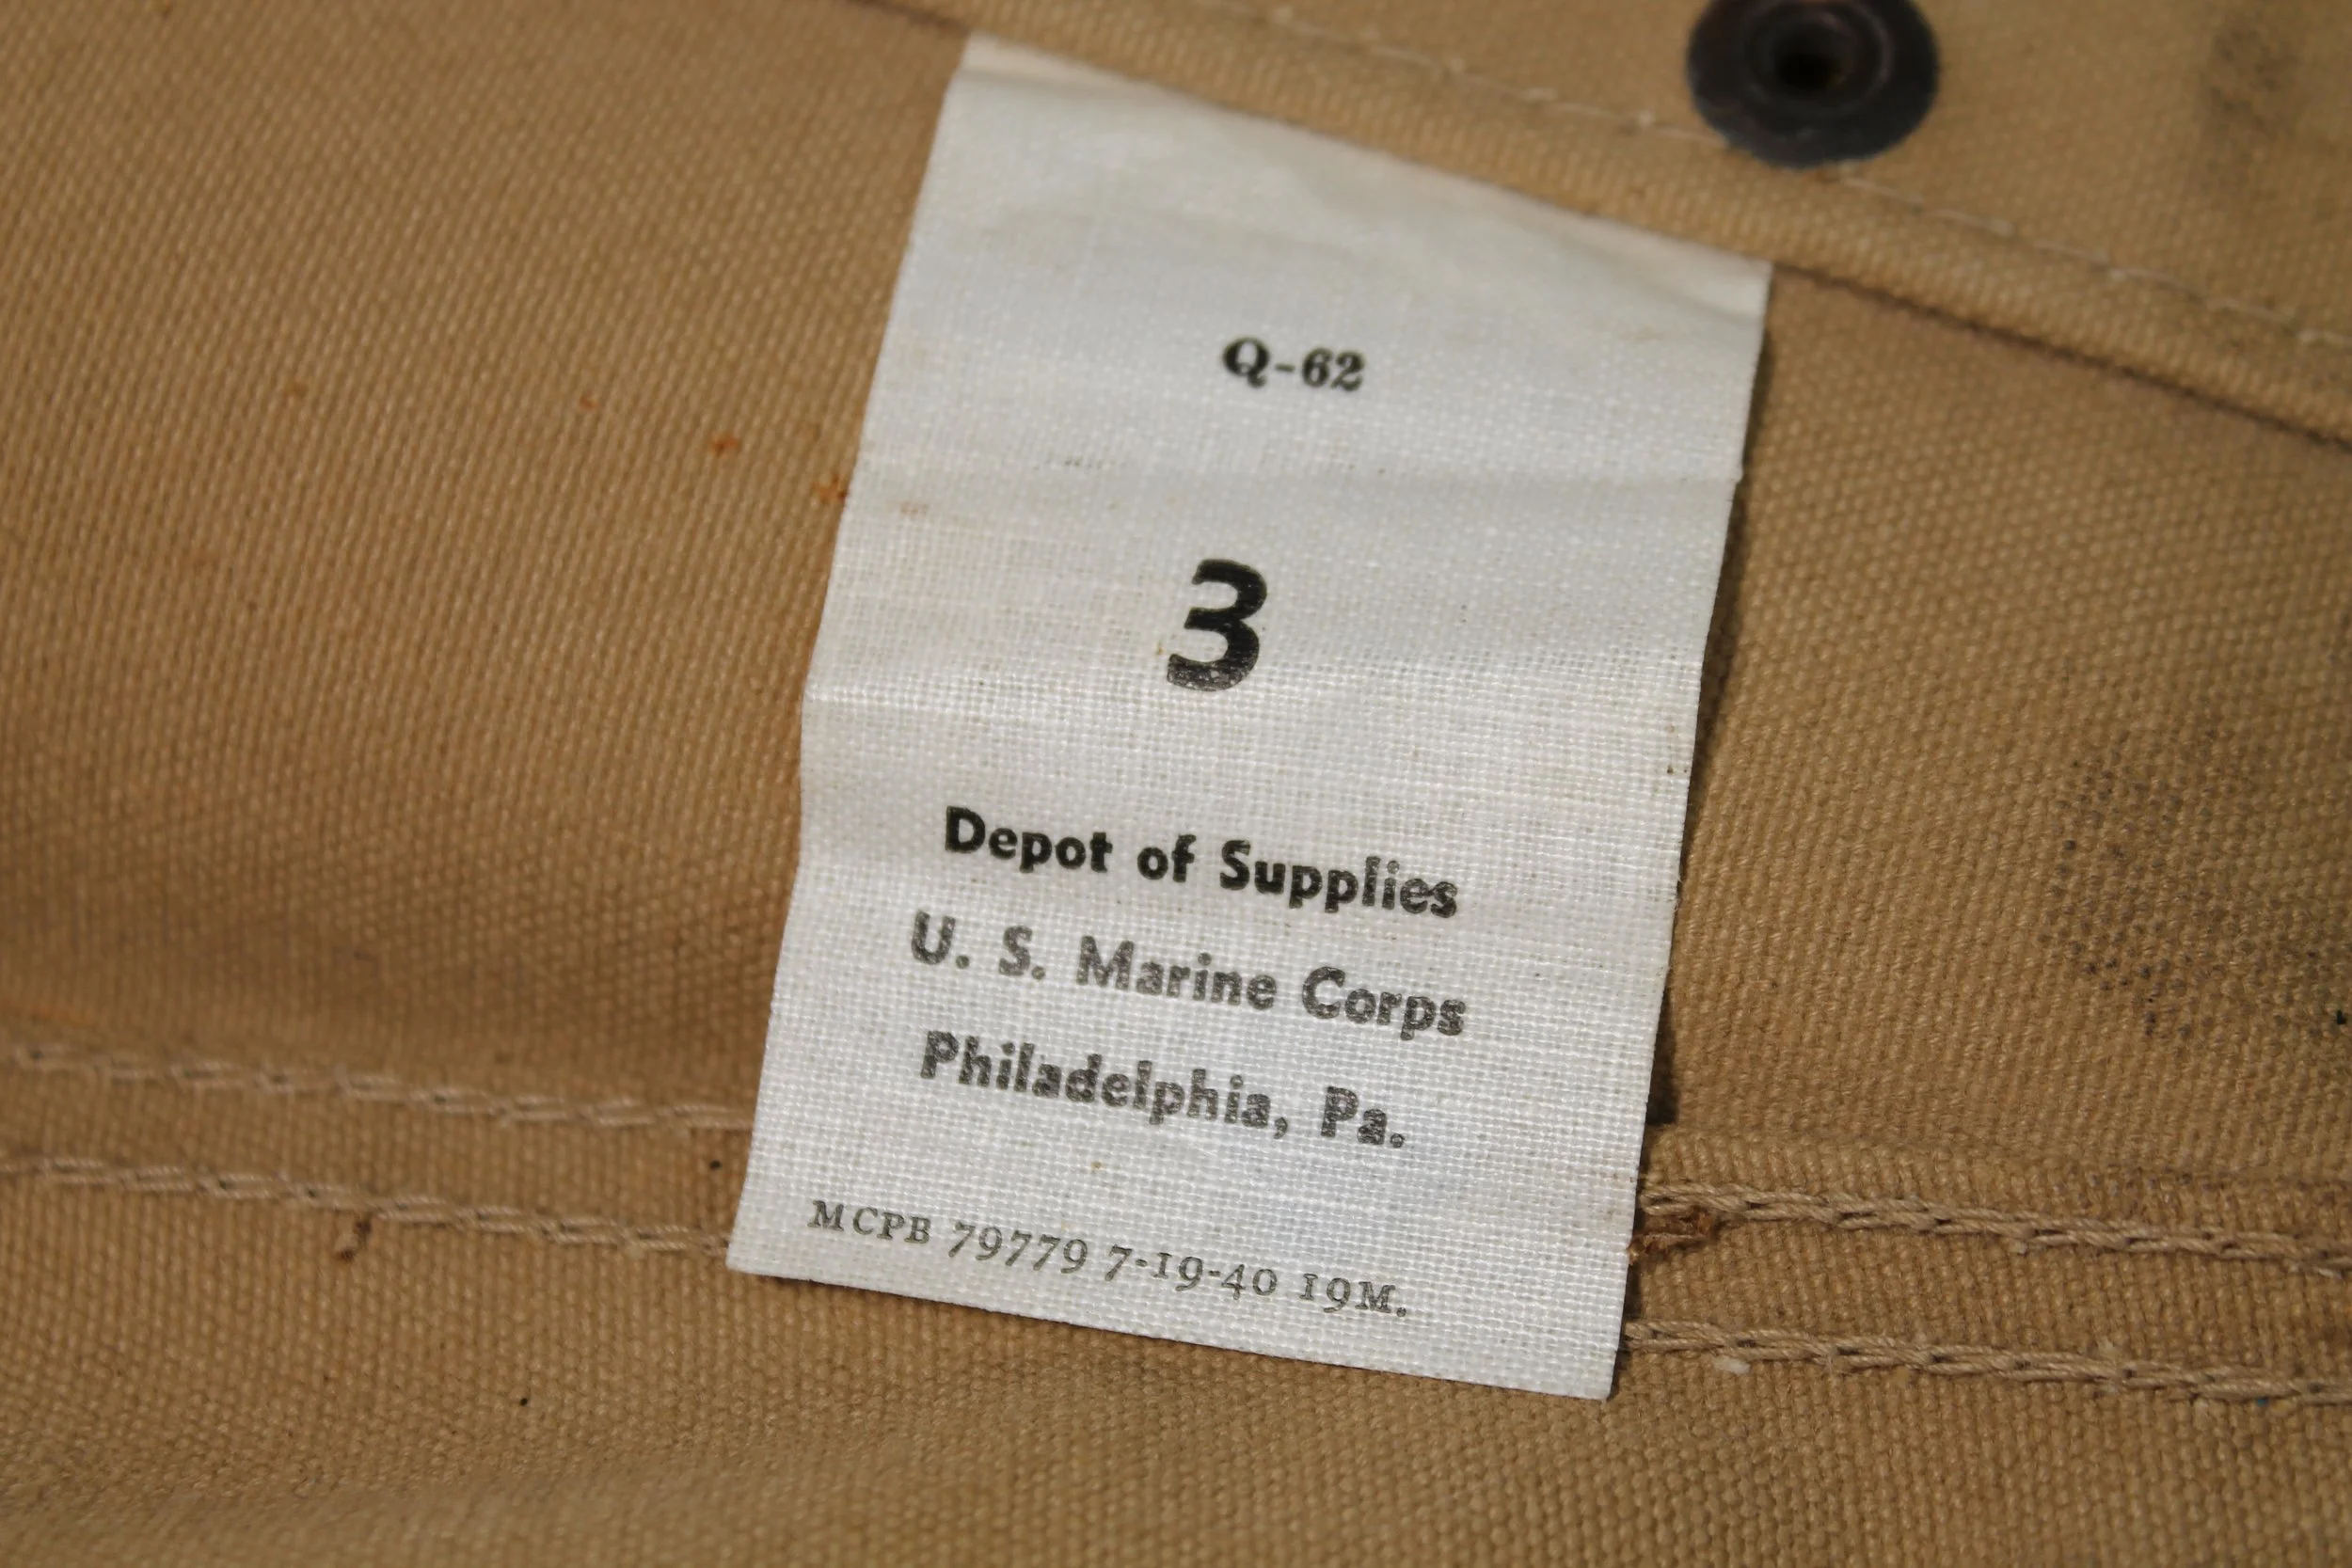 Q-62
3
Depot of Supplies
U. S. Marine Corps
Philadelphia, Pa.
MCPB 79779 7-19-40 19M.